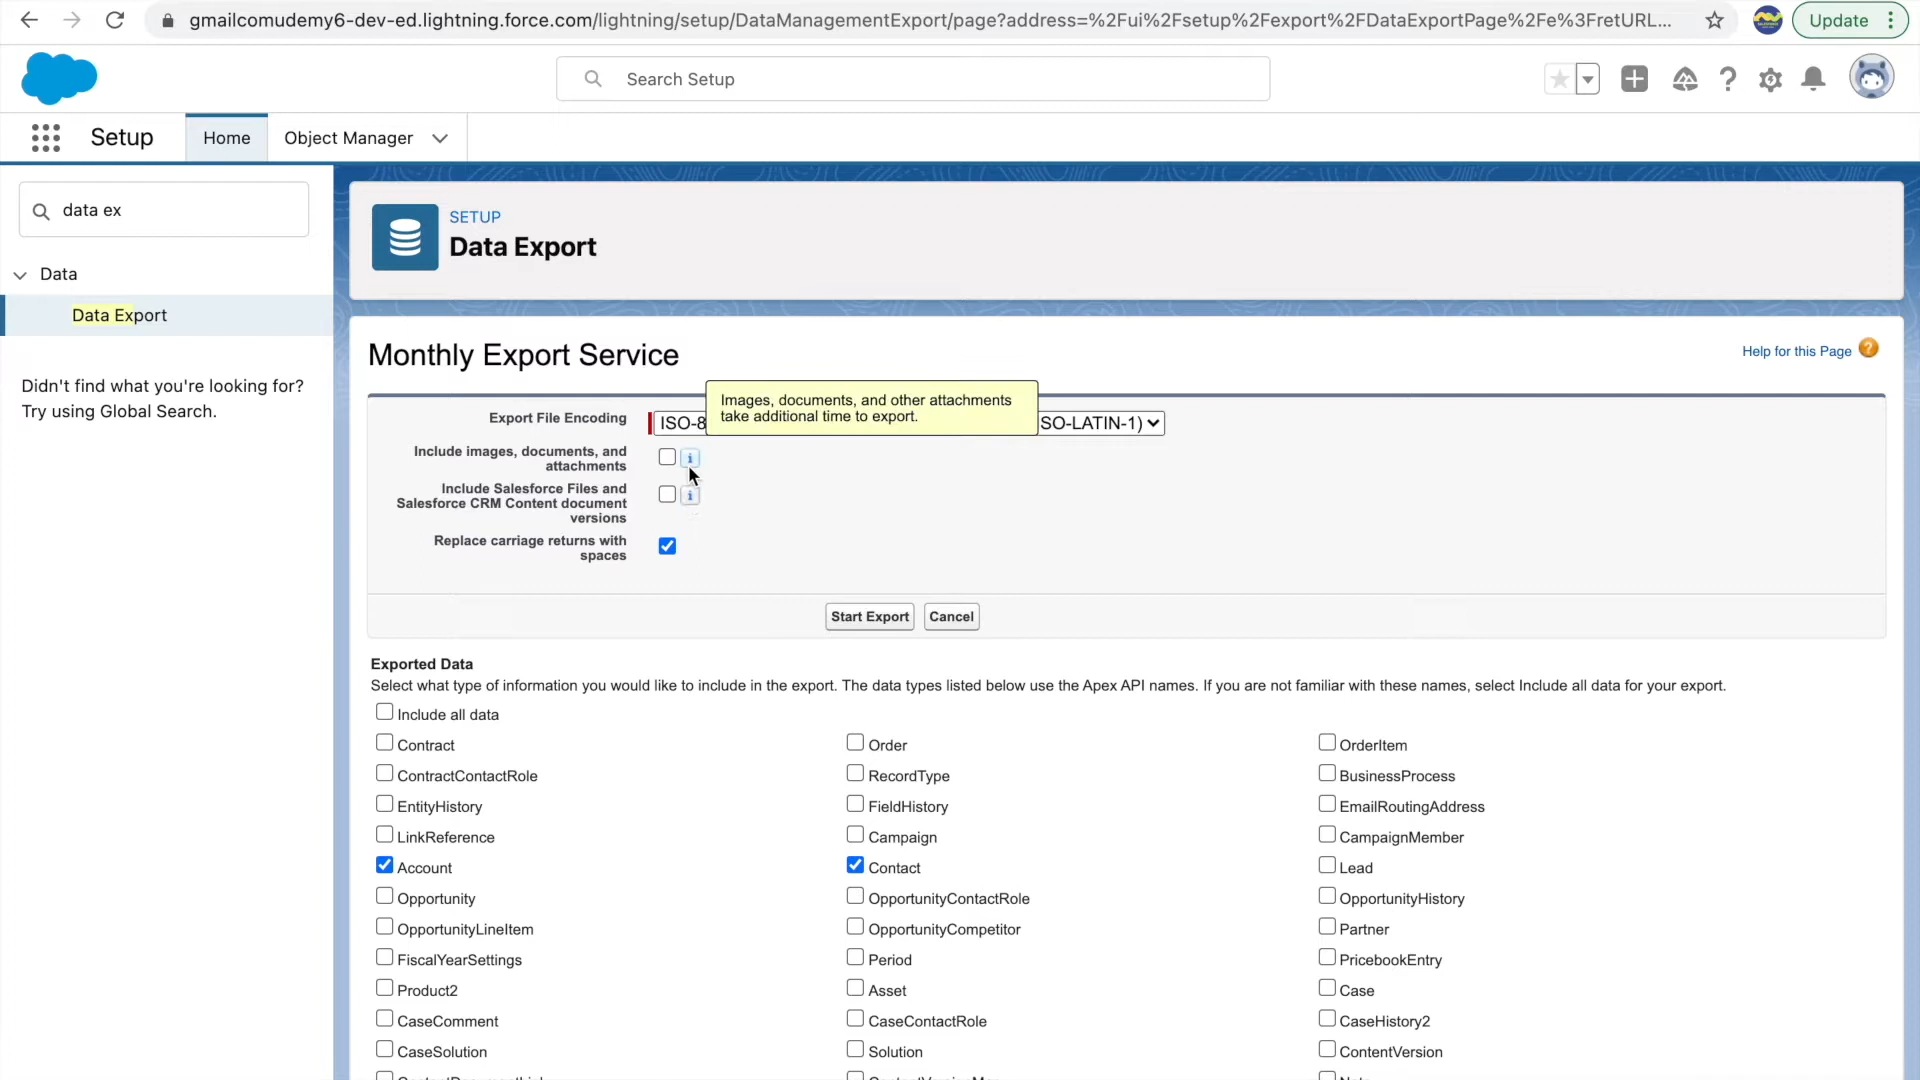 gmailcomudemy6-dev-ed.lightning.force.com/lightning/setup/DataManagementExport/page?address=%2Fui%2Fsetup%2Fexport%2FDataExportPage%2Fe%3FretURL...
Update
Search Setup
Setup
Home
Object Manager
data ex
Data
Data Export
Didn't find what you're looking for?
Try using Global Search.
SETUP
Data Export
Monthly Export Service
Help for this Page
Images, documents, and other attachments
take additional time to export.
Export File Encoding
ISO-8
SO-LATIN-1)
Include images, documents, and
attachments
Include Salesforce Files and
Salesforce CRM Content document
versions
Replace carriage returns with
spaces
Start Export
Cancel
Exported Data
Select what type of information you would like to include in the export. The data types listed below use the Apex API names. If you are not familiar with these names, select Include all data for your export.
Include all data
Contract
Order
OrderItem
ContractContactRole
RecordType
BusinessProcess
EntityHistory
FieldHistory
EmailRoutingAddress
LinkReference
Campaign
CampaignMember
Account
Contact
Lead
Opportunity
OpportunityContactRole
OpportunityHistory
OpportunityLineItem
OpportunityCompetitor
Partner
FiscalYearSettings
Period
PricebookEntry
Product2
Asset
Case
CaseComment
CaseContactRole
CaseHistory2
CaseSolution
Solution
ContentVersion